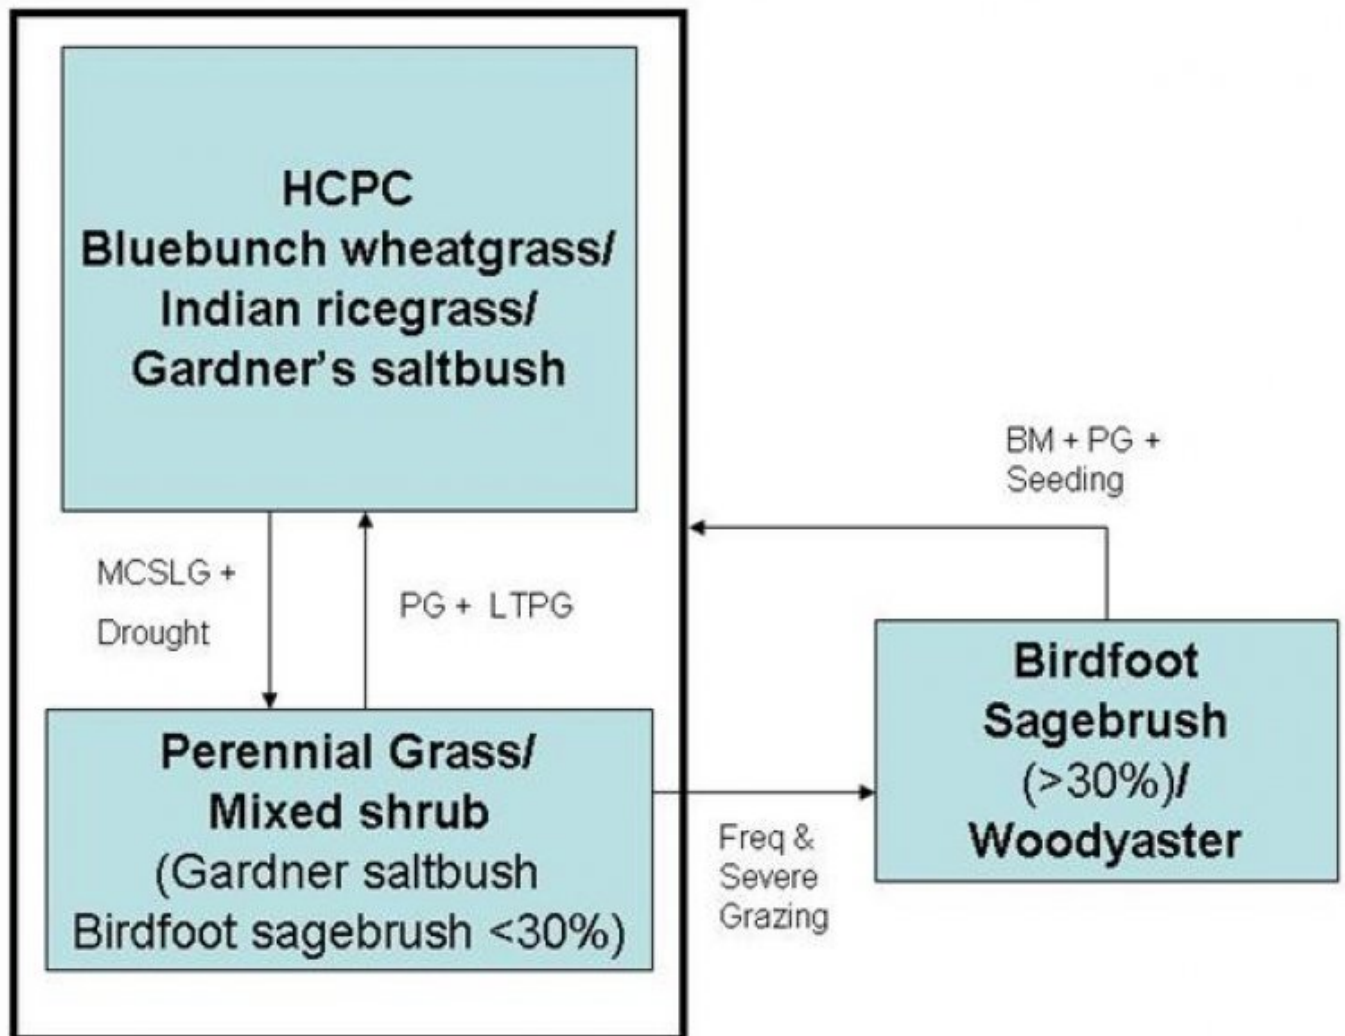 HCPC
Bluebunch wheatgrass/
Indian ricegrass/
Gardner's saltbush
BM + PG +
Seeding
MCSLG +
Drought
PG + LTPG
Perennial Grass/
Mixed shrub
(Gardner saltbush
Birdfoot sagebrush <30%)
Freq &
Severe
Grazing
Birdfoot
Sagebrush
(>30%)/
Woodyaster